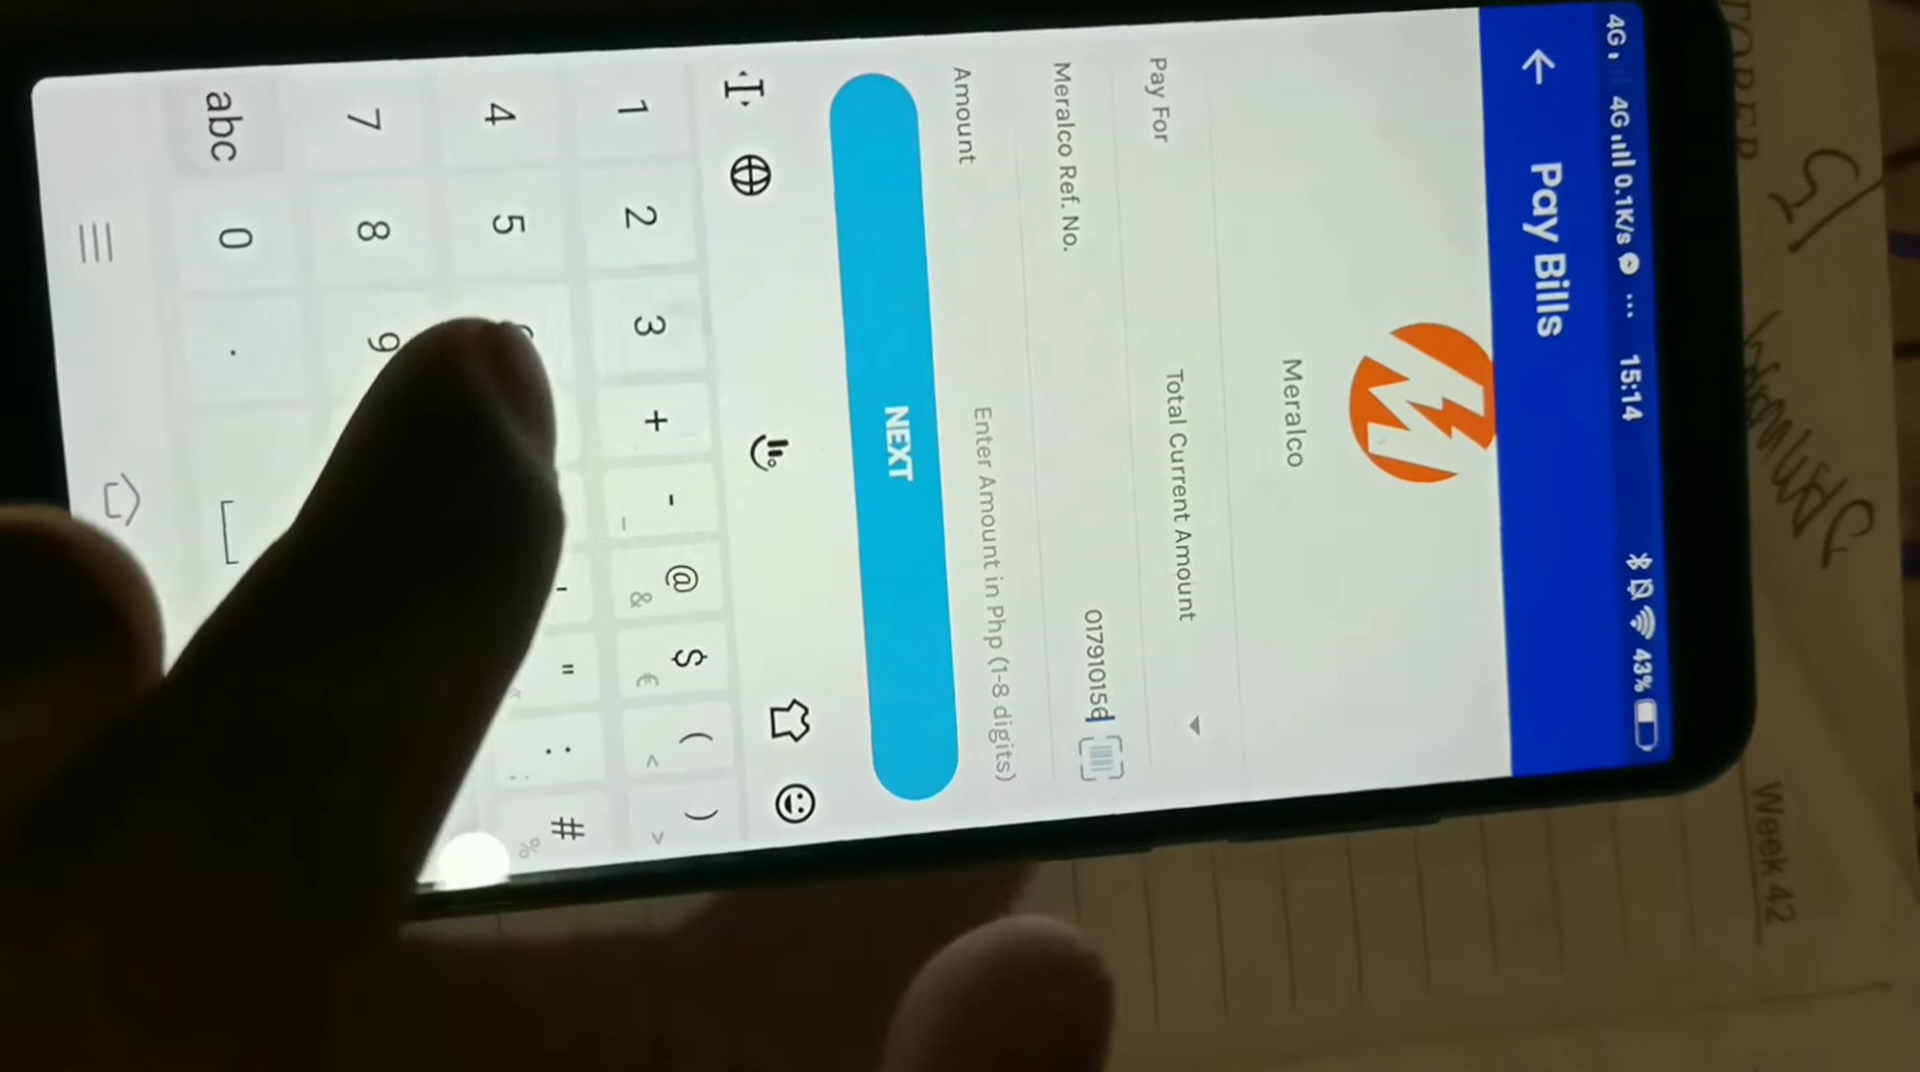 4G 4G 0.1K/s ... 15:14 43%
Pay Bills
Meralco
Pay For Total Current Amount
Meralco Ref. No. 01791015
Amount Enter Amount in Php (1-8 digits)
NEXT
1 2 3 + - @ $ ( )
_ & € < >
4 5 ' " : #
; %
7 8 9
abc 0 .
15
Week 42